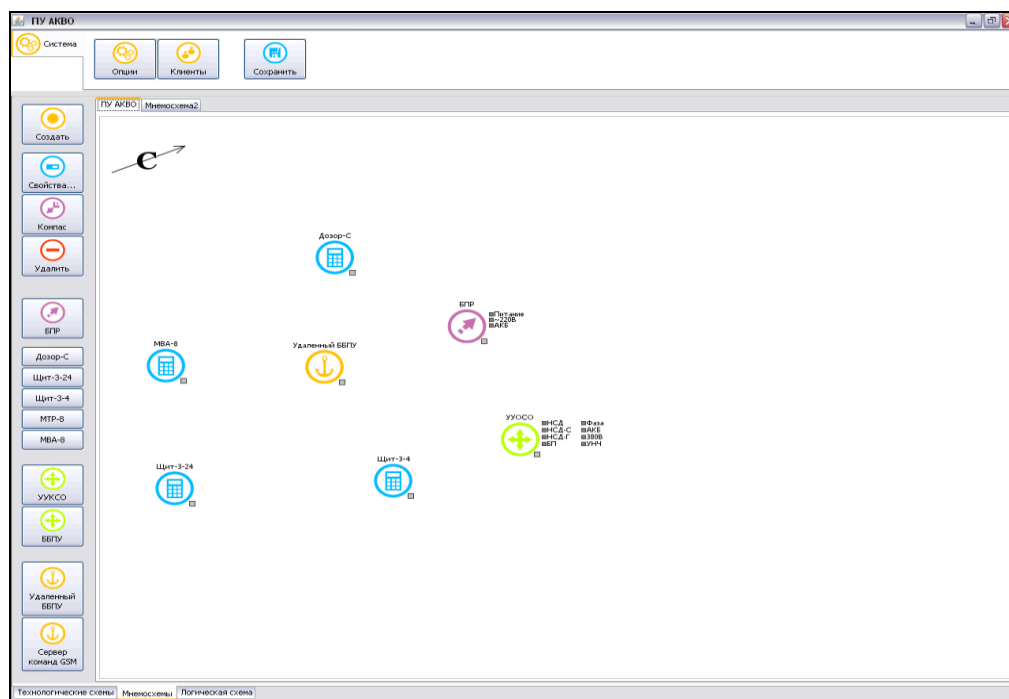 ПУ АКВО
Система
Опции
Клиенты
Сохранить
ПУ АКВО
Мнемосхема2
Создать
Свойства...
Компас
Удалить
БПР
Дозор-С
Щит-3-24
Щит-3-4
МТР-8
МВА-8
УУКСО
ББПУ
Удаленный
ББПУ
Сервер
команд GSM
С
Дозор-С
БПР
Питание
~220В
АКБ
МВА-8
Удаленный ББПУ
УУОСО
НСД
Фаза
НСД-С
АКБ
НСД-Г
380В
БП
УНЧ
Щит-3-24
Щит-3-4
Технологические схемы
Мнемосхемы
Логическая схема